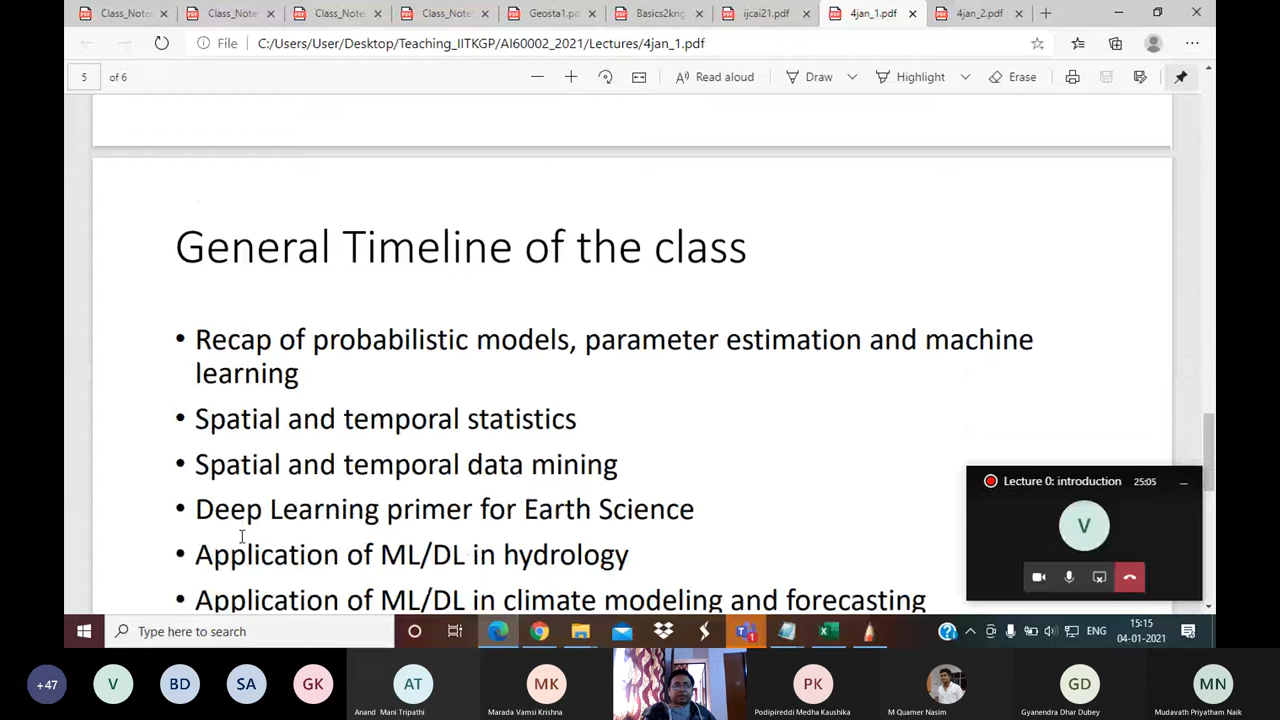 Class_Note
Class_Note
Class_Note
Class_Note
Geosta1.pd
Basics2kng
ijcai21.pdf
4jan_1.pdf
4jan_2.pdf
File
C:/Users/User/Desktop/Teaching_IITKGP/AI60002_2021/Lectures/4jan_1.pdf
5 of 6
Read aloud
Draw
Highlight
Erase
General Timeline of the class
• Recap of probabilistic models, parameter estimation and machine
learning
• Spatial and temporal statistics
• Spatial and temporal data mining
• Deep Learning primer for Earth Science
• Application of ML/DL in hydrology
• Application of ML/DL in climate modeling and forecasting
Lecture 0: introduction 25:05
V
Type here to search
ENG
15:15
04-01-2021
+47
V
BD
SA
GK
AT
Anand Mani Tripathi
MK
Marada Vamsi Krishna
PK
Podipireddi Medha Kaushika
M Quamer Nasim
GD
Gyanendra Dhar Dubey
MN
Mudavath Priyatham Naik